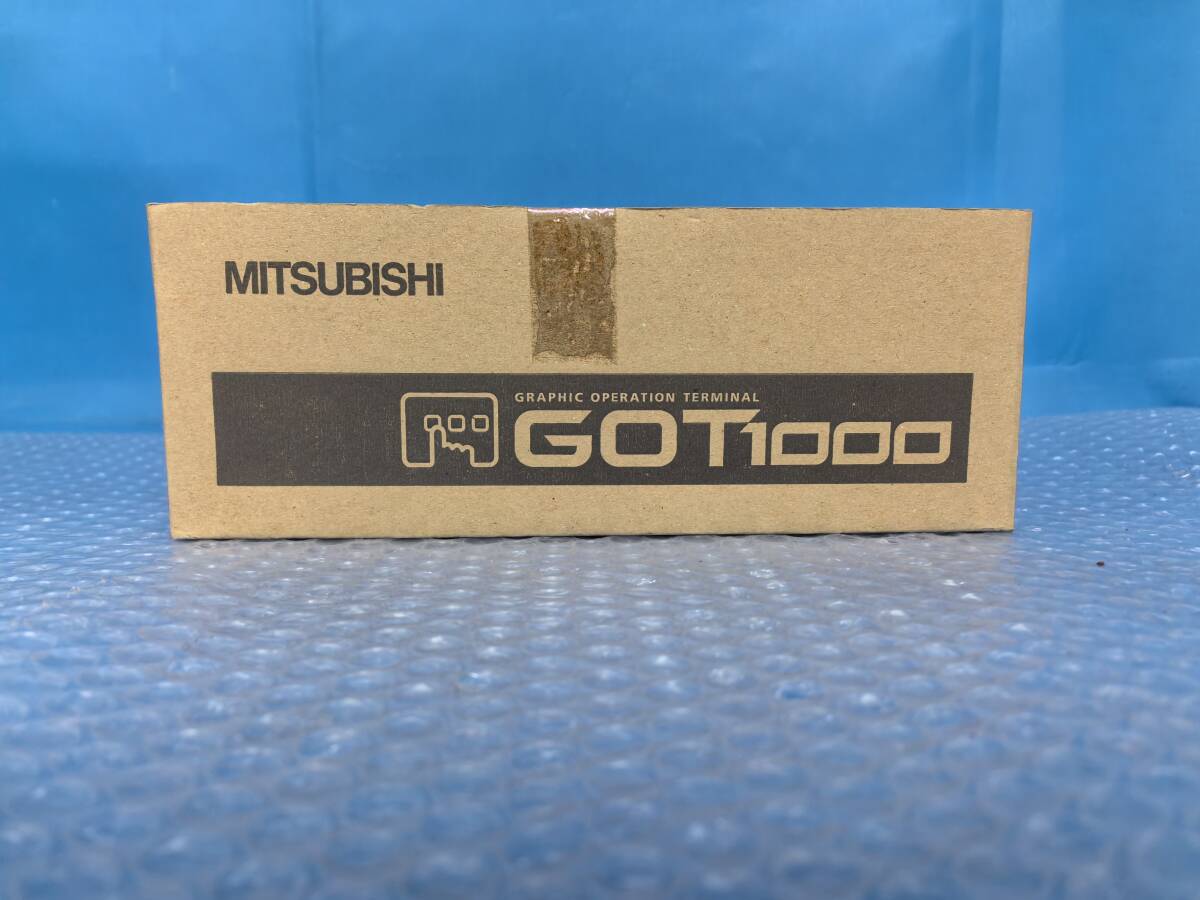 MITSUBISHI
GRAPHIC OPERATION TERMINAL
GOT1000